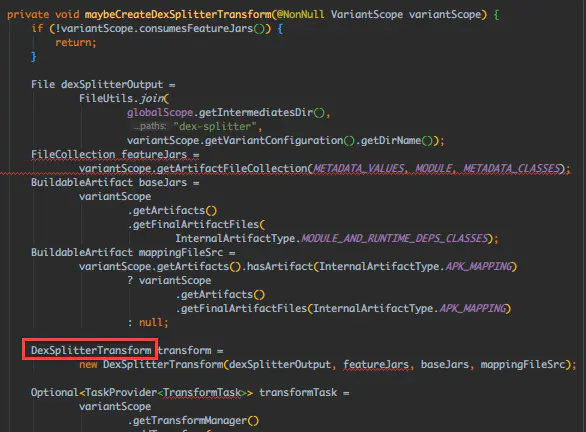 private void maybeCreateDexSplitterTransform(@NonNull VariantScope variantScope) {
if (!variantScope.consumesFeatureJars()) {
return;
}
File dexSplitterOutput =
FileUtils.join(
globalScope.getIntermediatesDir(),
...paths: "dex-splitter",
variantScope.getVariantConfiguration().getDirName());
FileCollection featureJars =
variantScope.getArtifactFileCollection(METADATA_VALUES, MODULE, METADATA_CLASSES);
BuildableArtifact baseJars =
variantScope
.getArtifacts()
.getFinalArtifactFiles(
InternalArtifactType.MODULE_AND_RUNTIME_DEPS_CLASSES);
BuildableArtifact mappingFileSrc =
variantScope.getArtifacts().hasArtifact(InternalArtifactType.APK_MAPPING)
? variantScope
.getArtifacts()
.getFinalArtifactFiles(InternalArtifactType.APK_MAPPING)
: null;
DexSplitterTransform transform =
new DexSplitterTransform(dexSplitterOutput, featureJars, baseJars, mappingFileSrc);
Optional<TaskProvider<TransformTask>> transformTask =
variantScope
.getTransformManager()